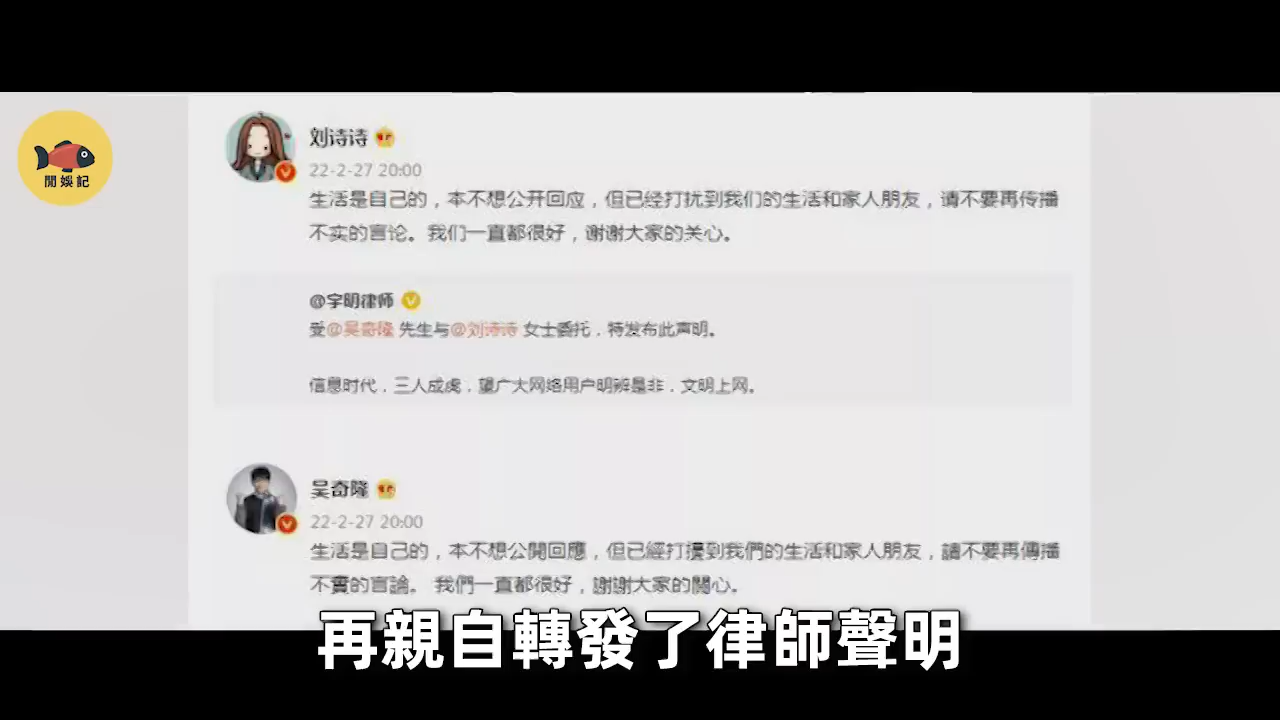 閒娛記
刘诗诗
22-2-27 20:00
生活是自己的，本不想公开回应，但已经打扰到我们的生活和家人朋友，请不要再传播
不实的言论。我们一直都很好，谢谢大家的关心。
@宇明律师
受@吴奇隆 先生与@刘诗诗 女士委托，特发布此声明。
信息时代，三人成虎，望广大网络用户明辨是非，文明上网。
吴奇隆
22-2-27 20:00
生活是自己的，本不想公開回應，但已經打擾到我們的生活和家人朋友，請不要再傳播
不實的言論。 我們一直都很好，謝謝大家的關心。
再親自轉發了律師聲明